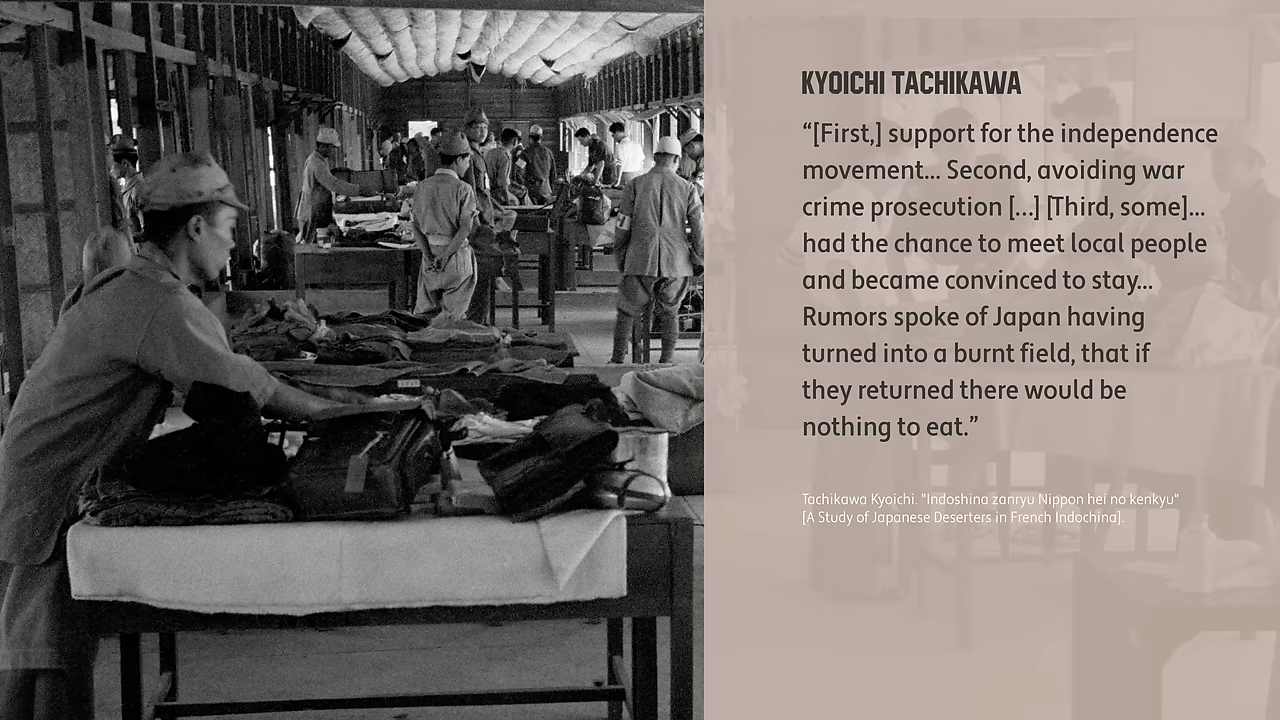 KYOICHI TACHIKAWA
“[First,] support for the independence
movement... Second, avoiding war
crime prosecution [...] [Third, some]...
had the chance to meet local people
and became convinced to stay...
Rumors spoke of Japan having
turned into a burnt field, that if
they returned there would be
nothing to eat.”
Tachikawa Kyoichi. "Indoshina zanryu Nippon hei no kenkyu"
[A Study of Japanese Deserters in French Indochina].